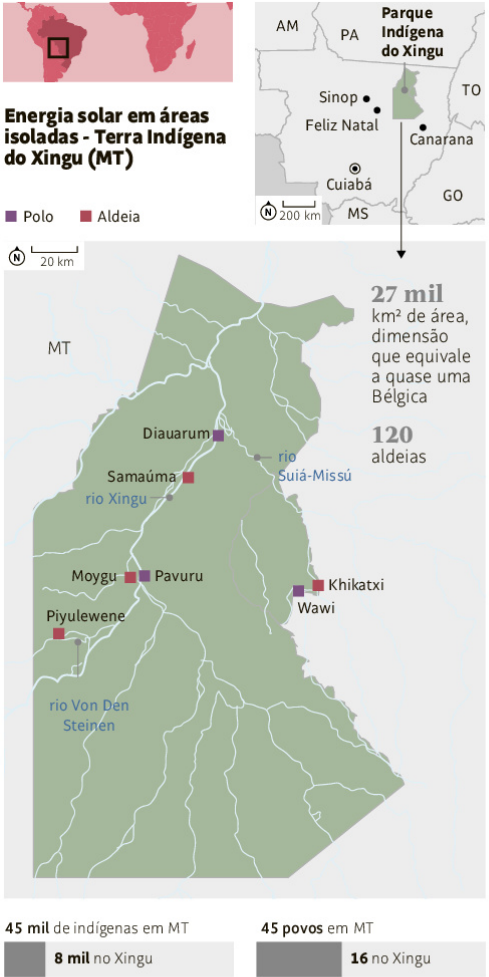 Energia solar em áreas
isoladas - Terra Indígena
do Xingu (MT)
Polo
Aldeia
AM
PA
Parque
Indígena
do Xingu
TO
Sinop
Feliz Natal
Canarana
Cuiabá
GO
MS
N
200 km
N
20 km
MT
27 mil
km² de área,
dimensão
que equivale
a quase uma
Bélgica
120
aldeias
Diauarum
rio
Suiá-Missú
Samaúma
rio Xingu
Moygu
Pavuru
Khikatxi
Wawi
Piyulewene
rio Von Den
Steinen
45 mil de indígenas em MT
8 mil no Xingu
45 povos em MT
16 no Xingu